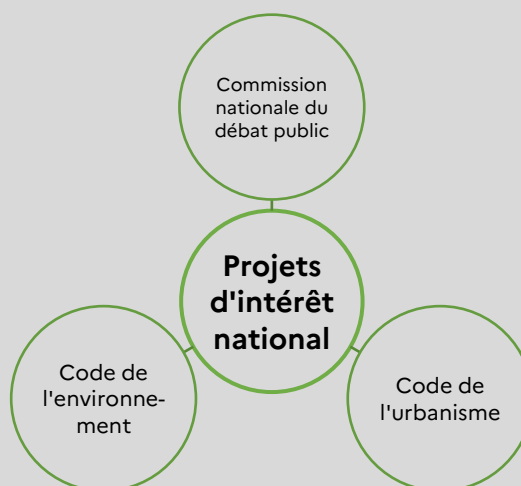 Commission
nationale du
débat public
Projets
d'intérêt
national
Code de
l'environne-
ment
Code de
l'urbanisme